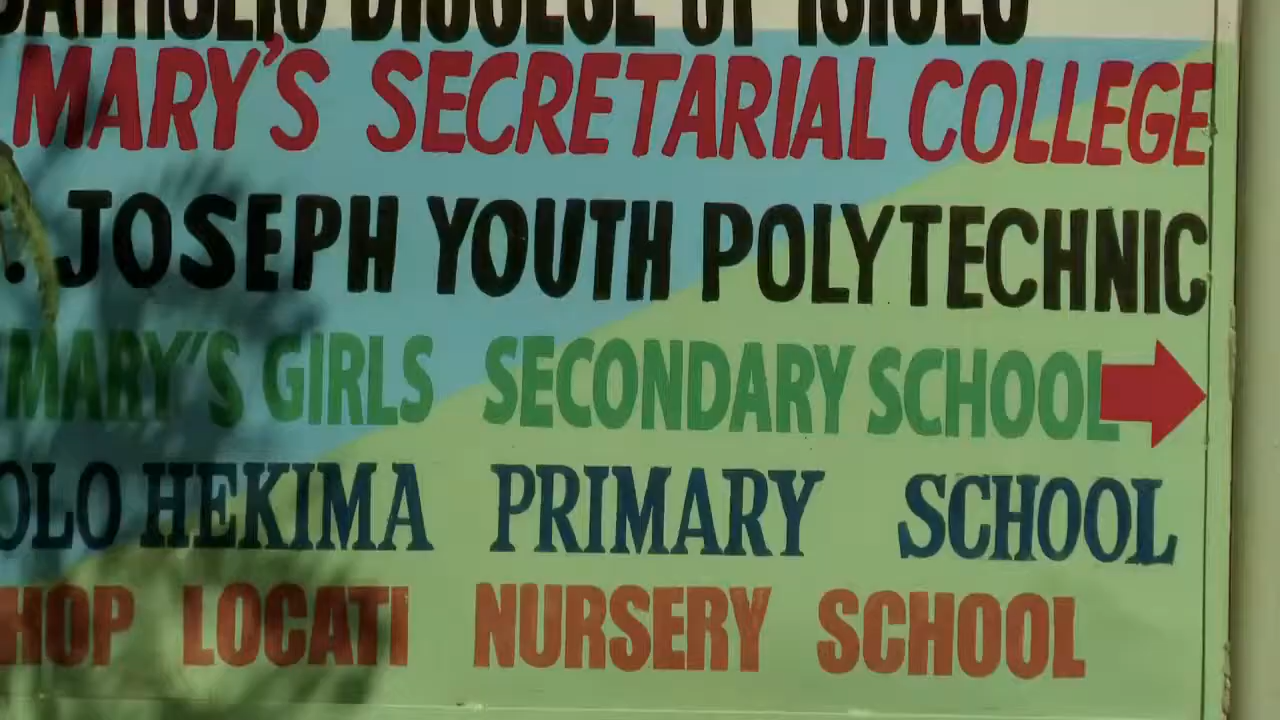 CATHOLIC DIOCESE OF ISIOLO
MARY'S SECRETARIAL COLLEGE
. JOSEPH YOUTH POLYTECHNIC
MARY'S GIRLS SECONDARY SCHOOL
OLO HEKIMA PRIMARY SCHOOL
HOP LOCATI NURSERY SCHOOL